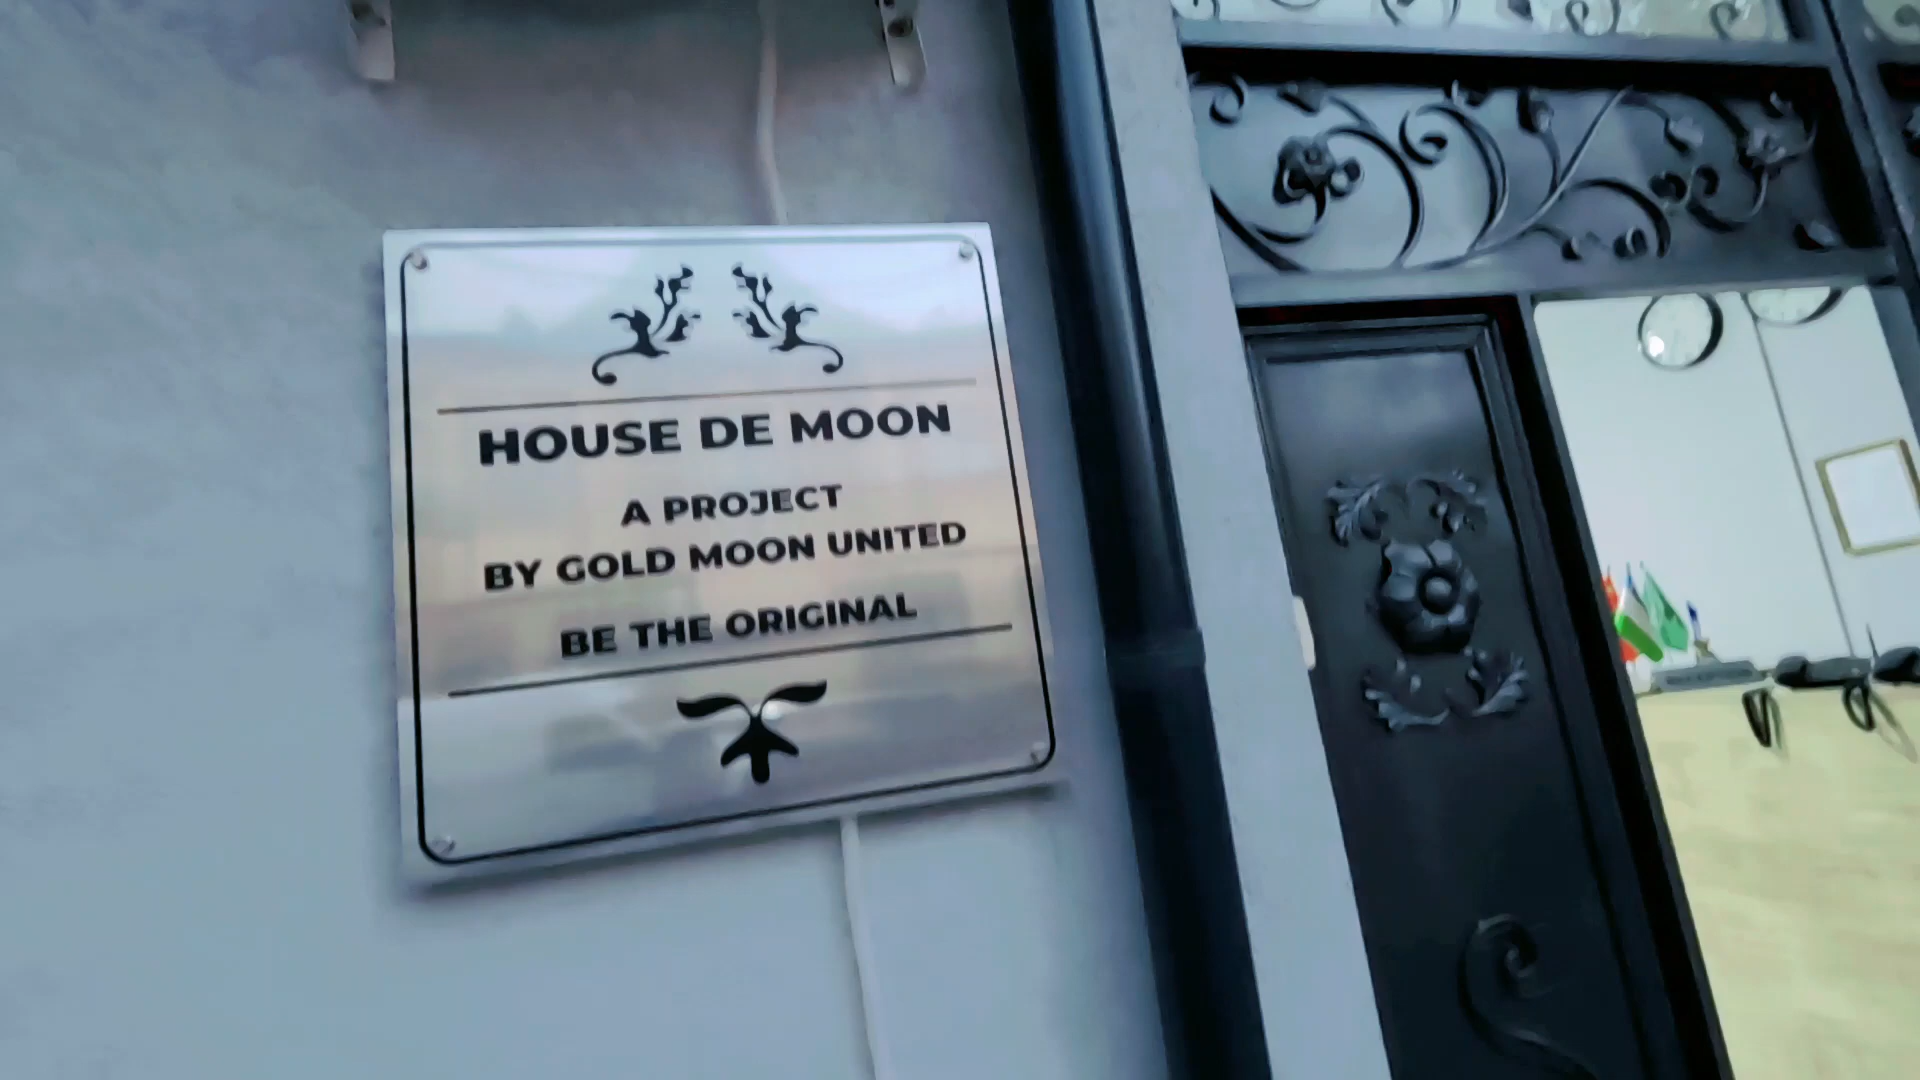 HOUSE DE MOON
A PROJECT
BY GOLD MOON UNITED
BE THE ORIGINAL